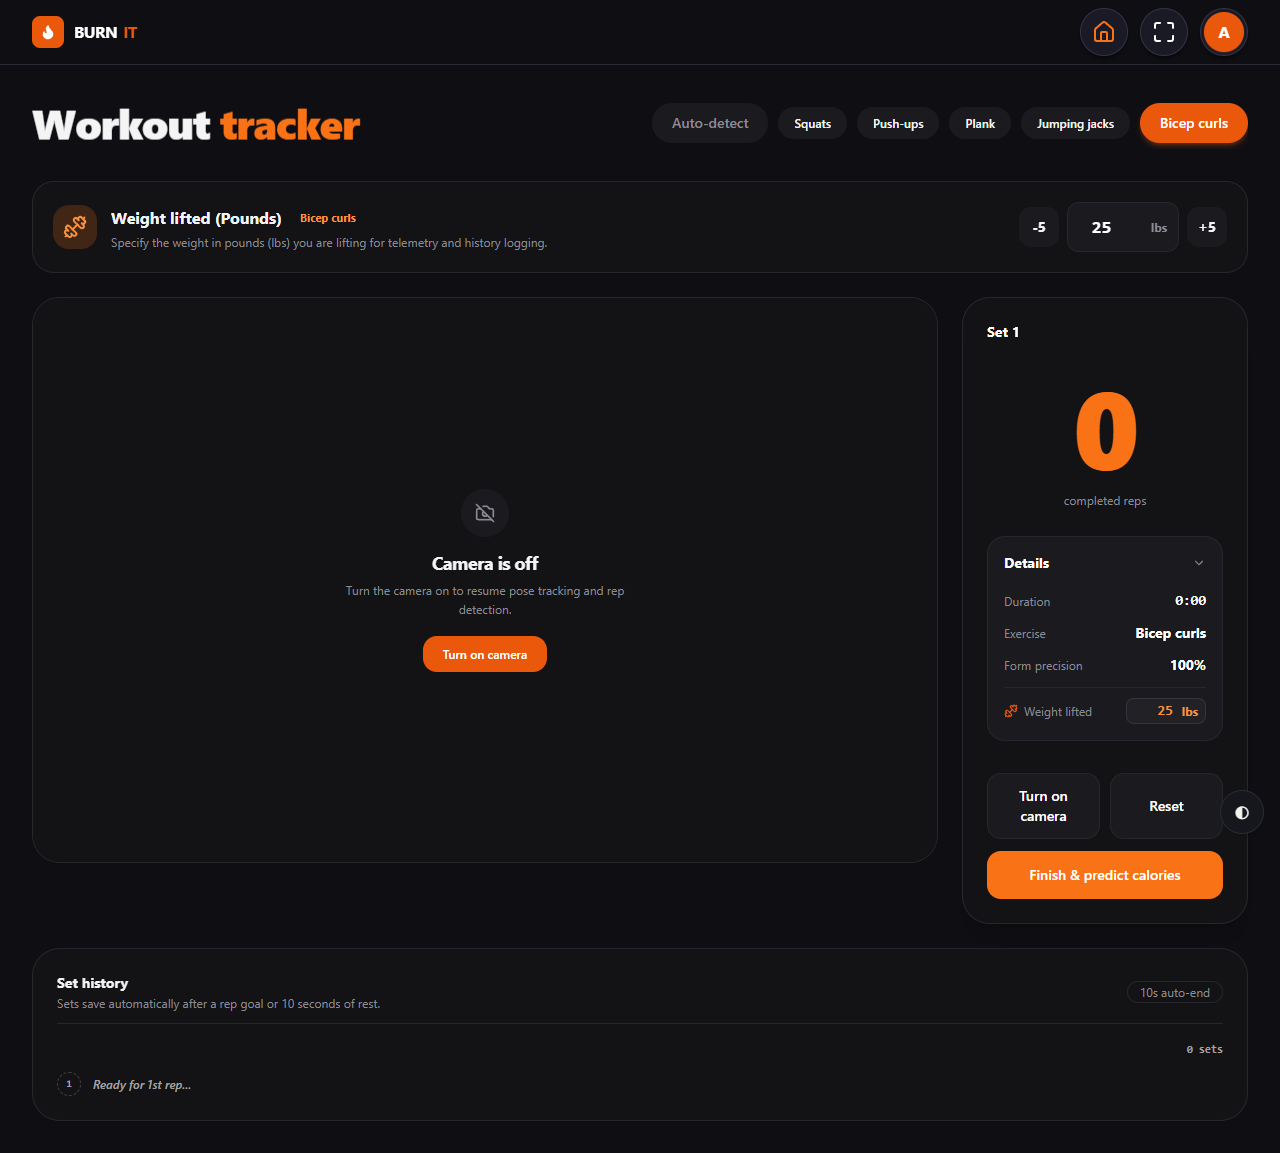 BURN IT
A
Workout tracker
Auto-detect
Squats
Push-ups
Plank
Jumping jacks
Bicep curls
Weight lifted (Pounds)
Bicep curls
Specify the weight in pounds (lbs) you are lifting for telemetry and history logging.
-5
25
lbs
+5
Camera is off
Turn the camera on to resume pose tracking and rep
detection.
Turn on camera
Set 1
0
completed reps
Details
Duration
0:00
Exercise
Bicep curls
Form precision
100%
Weight lifted
25 lbs
Turn on
camera
Reset
Finish & predict calories
Set history
Sets save automatically after a rep goal or 10 seconds of rest.
10s auto-end
0 sets
1
Ready for 1st rep...